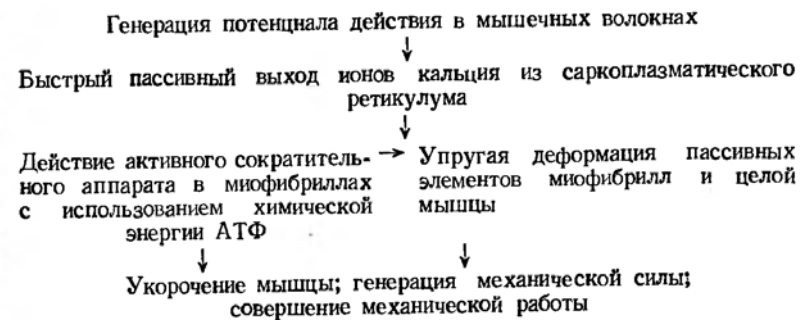 Генерация потенцнала действия в мышечных волокнах
↓
Быстрый пассивный выход ионов кальция из саркоплазматического
ретикулума
↓
Действие активного сократитель- → Упругая деформация пассивных
ного аппарата в миофибриллах элементов миофибрилл и целой
с использованием химической мышцы
энергии АТФ
↓ ↓
Укорочение мышцы; генерация механической силы;
совершение механической работы